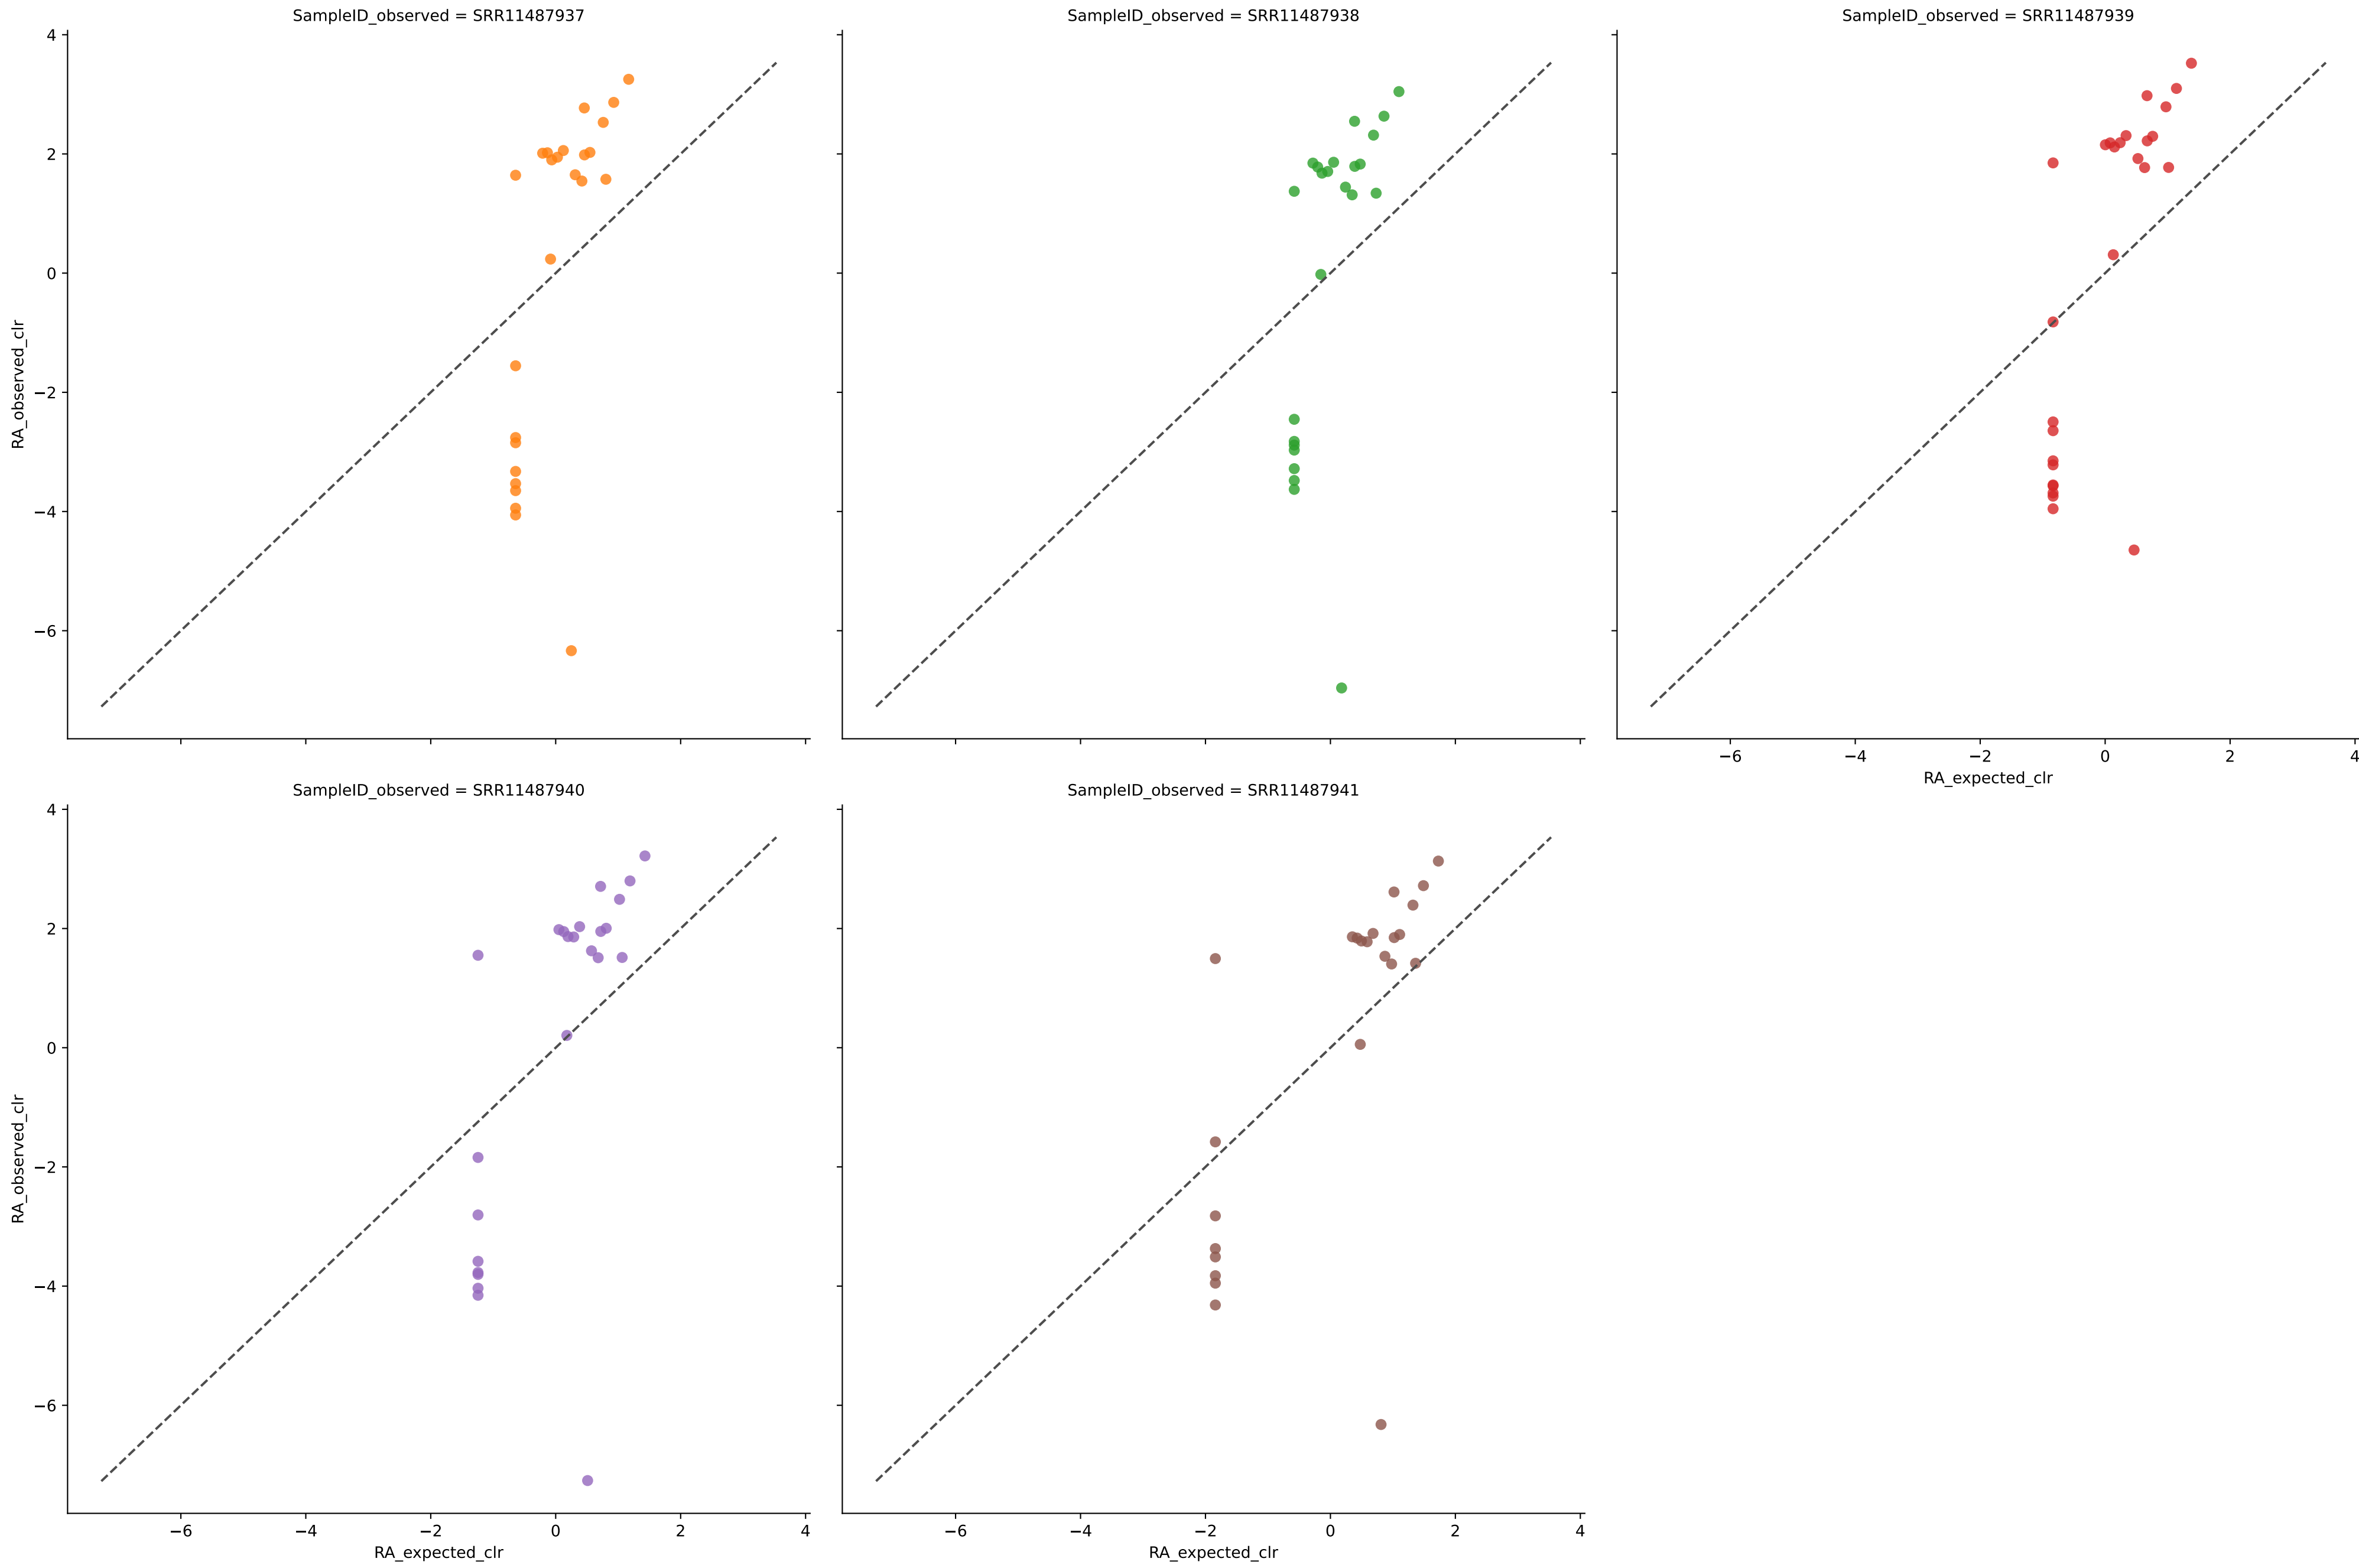 SampleID_observed = SRR11487937
SampleID_observed = SRR11487938
SampleID_observed = SRR11487939
4
2
0
−2
−4
−6
RA_observed_clr
−6 −4 −2 0 2 4
RA_expected_clr
SampleID_observed = SRR11487940
SampleID_observed = SRR11487941
4
2
0
−2
−4
−6
RA_observed_clr
−6 −4 −2 0 2 4
RA_expected_clr
−6 −4 −2 0 2 4
RA_expected_clr